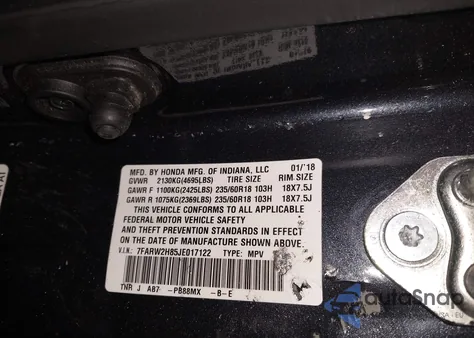 MFD. BY HONDA MFG. OF INDIANA, LLC 01/'18
GVWR 2130KG(4695LBS) TIRE SIZE RIM SIZE
GAWR F 1100KG(2425LBS) 235/60R18 103H 18X7.5J
GAWR R 1075KG(2369LBS) 235/60R18 103H 18X7.5J
THIS VEHICLE CONFORMS TO ALL APPLICABLE
FEDERAL MOTOR VEHICLE SAFETY
AND THEFT PREVENTION STANDARDS IN EFFECT
ON THE DATE OF MANUFACTURE SHOWN ABOVE.
V.I.N.: 7FARW2H85JE017122 TYPE: MPV
TNR J A87 -PB88MX -B-E
autoSnap